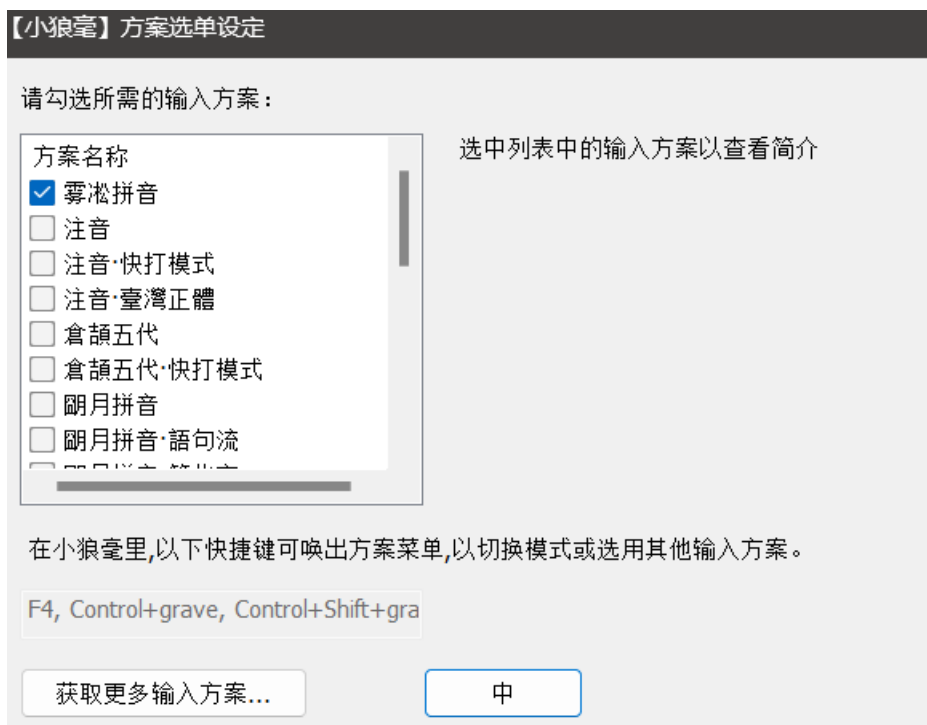 【小狼毫】方案选单设定
请勾选所需的输入方案:
选中列表中的输入方案以查看简介
方案名称
雾凇拼音
注音
注音·快打模式
注音·臺灣正體
倉頡五代
倉頡五代·快打模式
朙月拼音
朙月拼音·語句流
在小狼毫里,以下快捷键可唤出方案菜单,以切换模式或选用其他输入方案。
F4, Control+grave, Control+Shift+gra
获取更多输入方案...
中